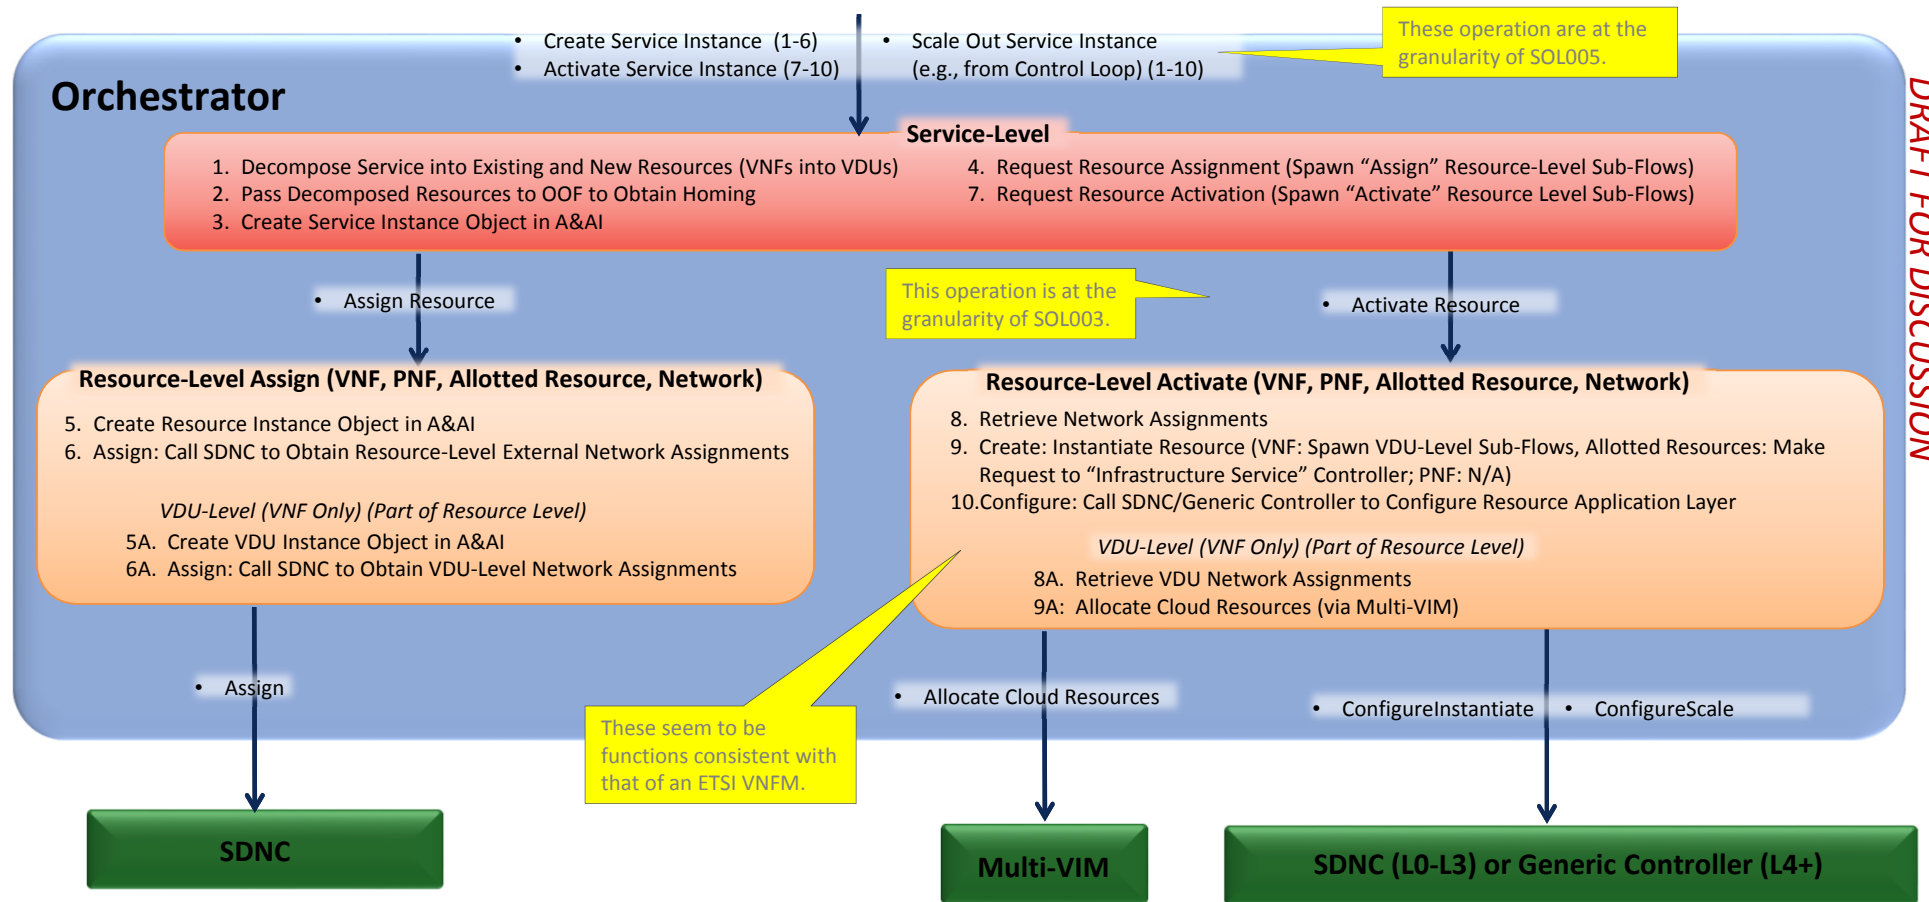 • Create Service Instance  (1-6)
• Activate Service Instance (7-10)
• Scale Out Service Instance
(e.g., from Control Loop) (1-10)
These operation are at the
granularity of SOL005.
Orchestrator
DRAFT FOR DISCUSSION
Service-Level
1. Decompose Service into Existing and New Resources (VNFs into VDUs)
2. Pass Decomposed Resources to OOF to Obtain Homing
3. Create Service Instance Object in A&AI
4. Request Resource Assignment (Spawn “Assign” Resource-Level Sub-Flows)
7. Request Resource Activation (Spawn “Activate” Resource Level Sub-Flows)
• Assign Resource
This operation is at the
granularity of SOL003.
• Activate Resource
Resource-Level Assign (VNF, PNF, Allotted Resource, Network)
5. Create Resource Instance Object in A&AI
6. Assign: Call SDNC to Obtain Resource-Level External Network Assignments
VDU-Level (VNF Only) (Part of Resource Level)
5A. Create VDU Instance Object in A&AI
6A. Assign: Call SDNC to Obtain VDU-Level Network Assignments
Resource-Level Activate (VNF, PNF, Allotted Resource, Network)
8. Retrieve Network Assignments
9. Create: Instantiate Resource (VNF: Spawn VDU-Level Sub-Flows, Allotted Resources: Make
Request to “Infrastructure Service” Controller; PNF: N/A)
10.Configure: Call SDNC/Generic Controller to Configure Resource Application Layer
VDU-Level (VNF Only) (Part of Resource Level)
8A. Retrieve VDU Network Assignments
9A: Allocate Cloud Resources (via Multi-VIM)
• Assign
These seem to be
functions consistent with
that of an ETSI VNFM.
• Allocate Cloud Resources
• ConfigureInstantiate
• ConfigureScale
SDNC
Multi-VIM
SDNC (L0-L3) or Generic Controller (L4+)